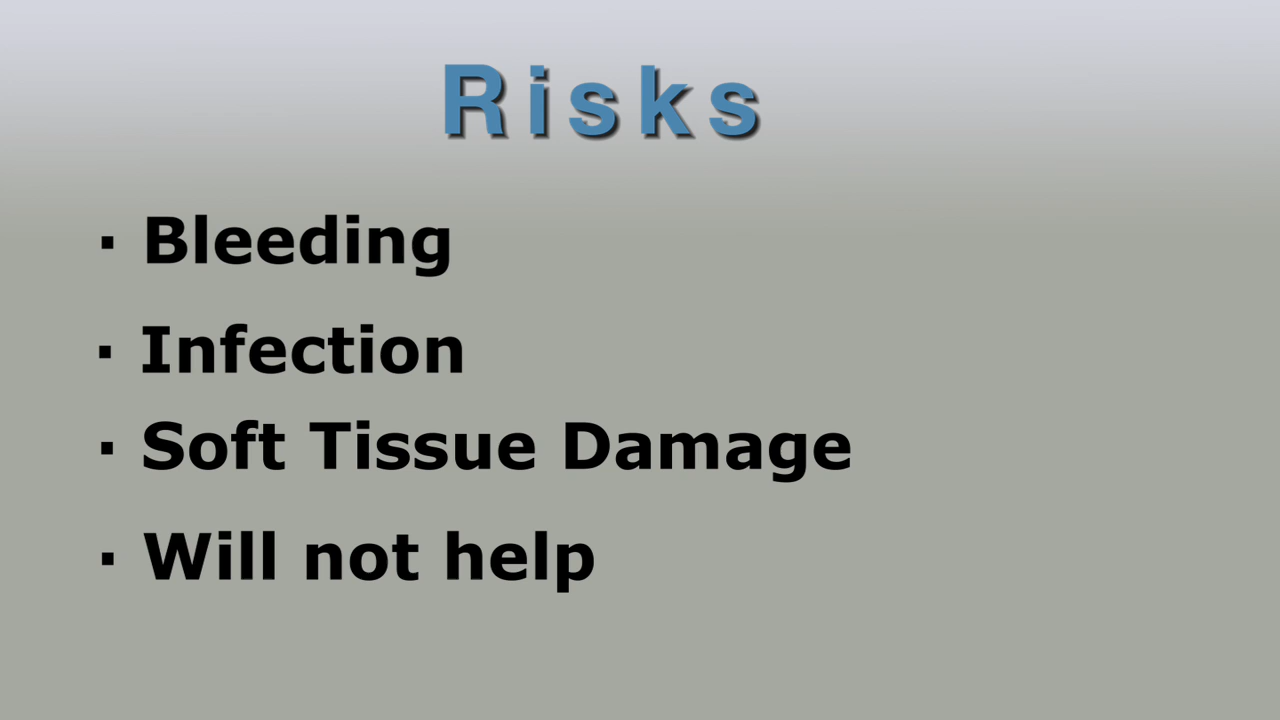 Risks
· Bleeding
· Infection
· Soft Tissue Damage
· Will not help